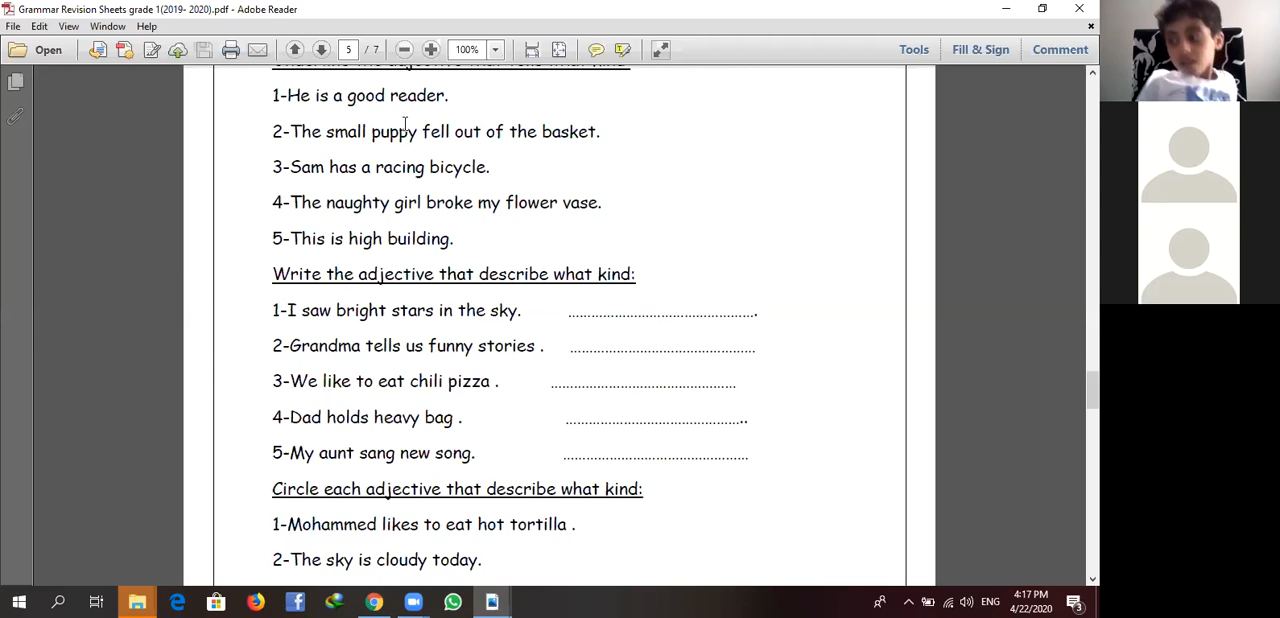 Grammar Revision Sheets grade 1(2019- 2020).pdf - Adobe Reader
File Edit View Window Help
Open 5 / 7 100% Tools Fill & Sign Comment
1-He is a good reader.
2-The small puppy fell out of the basket.
3-Sam has a racing bicycle.
4-The naughty girl broke my flower vase.
5-This is high building.
Write the adjective that describe what kind:
1-I saw bright stars in the sky. ................................................
2-Grandma tells us funny stories . ................................................
3-We like to eat chili pizza . ................................................
4-Dad holds heavy bag . ................................................
5-My aunt sang new song. ................................................
Circle each adjective that describe what kind:
1-Mohammed likes to eat hot tortilla .
2-The sky is cloudy today.
ENG 4:17 PM
4/22/2020 3